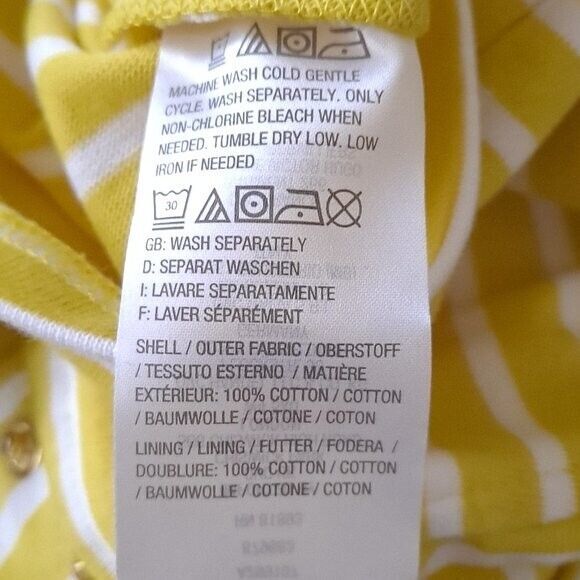 MACHINE WASH COLD GENTLE
CYCLE. WASH SEPARATELY. ONLY
NON-CHLORINE BLEACH WHEN
NEEDED. TUMBLE DRY LOW. LOW
IRON IF NEEDED
30
GB: WASH SEPARATELY
D: SEPARAT WASCHEN
I: LAVARE SEPARATAMENTE
F: LAVER SÉPARÉMENT
SHELL / OUTER FABRIC / OBERSTOFF
/ TESSUTO ESTERNO / MATIÈRE
EXTÉRIEUR: 100% COTTON / COTTON
/ BAUMWOLLE / COTONE / COTON
LINING / LINING / FUTTER / FODERA /
DOUBLURE: 100% COTTON / COTTON
/ BAUMWOLLE / COTONE / COTON